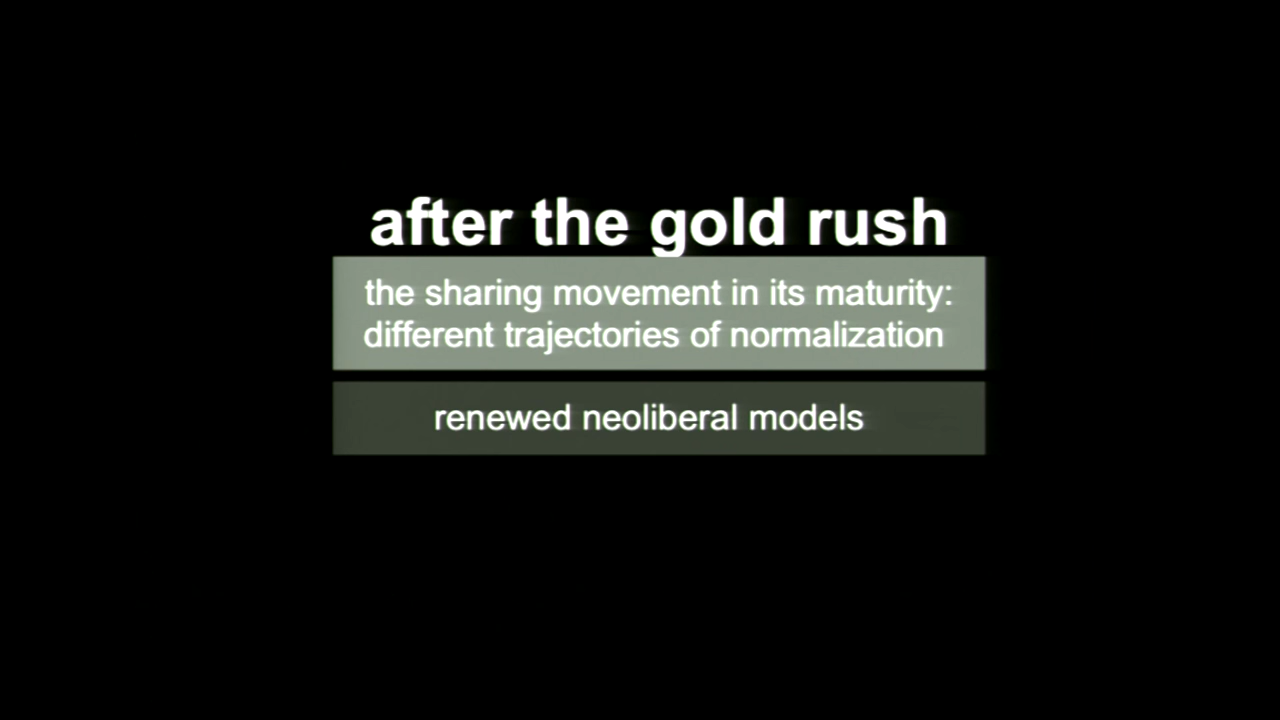 after the gold rush
the sharing movement in its maturity:
different trajectories of normalization
renewed neoliberal models